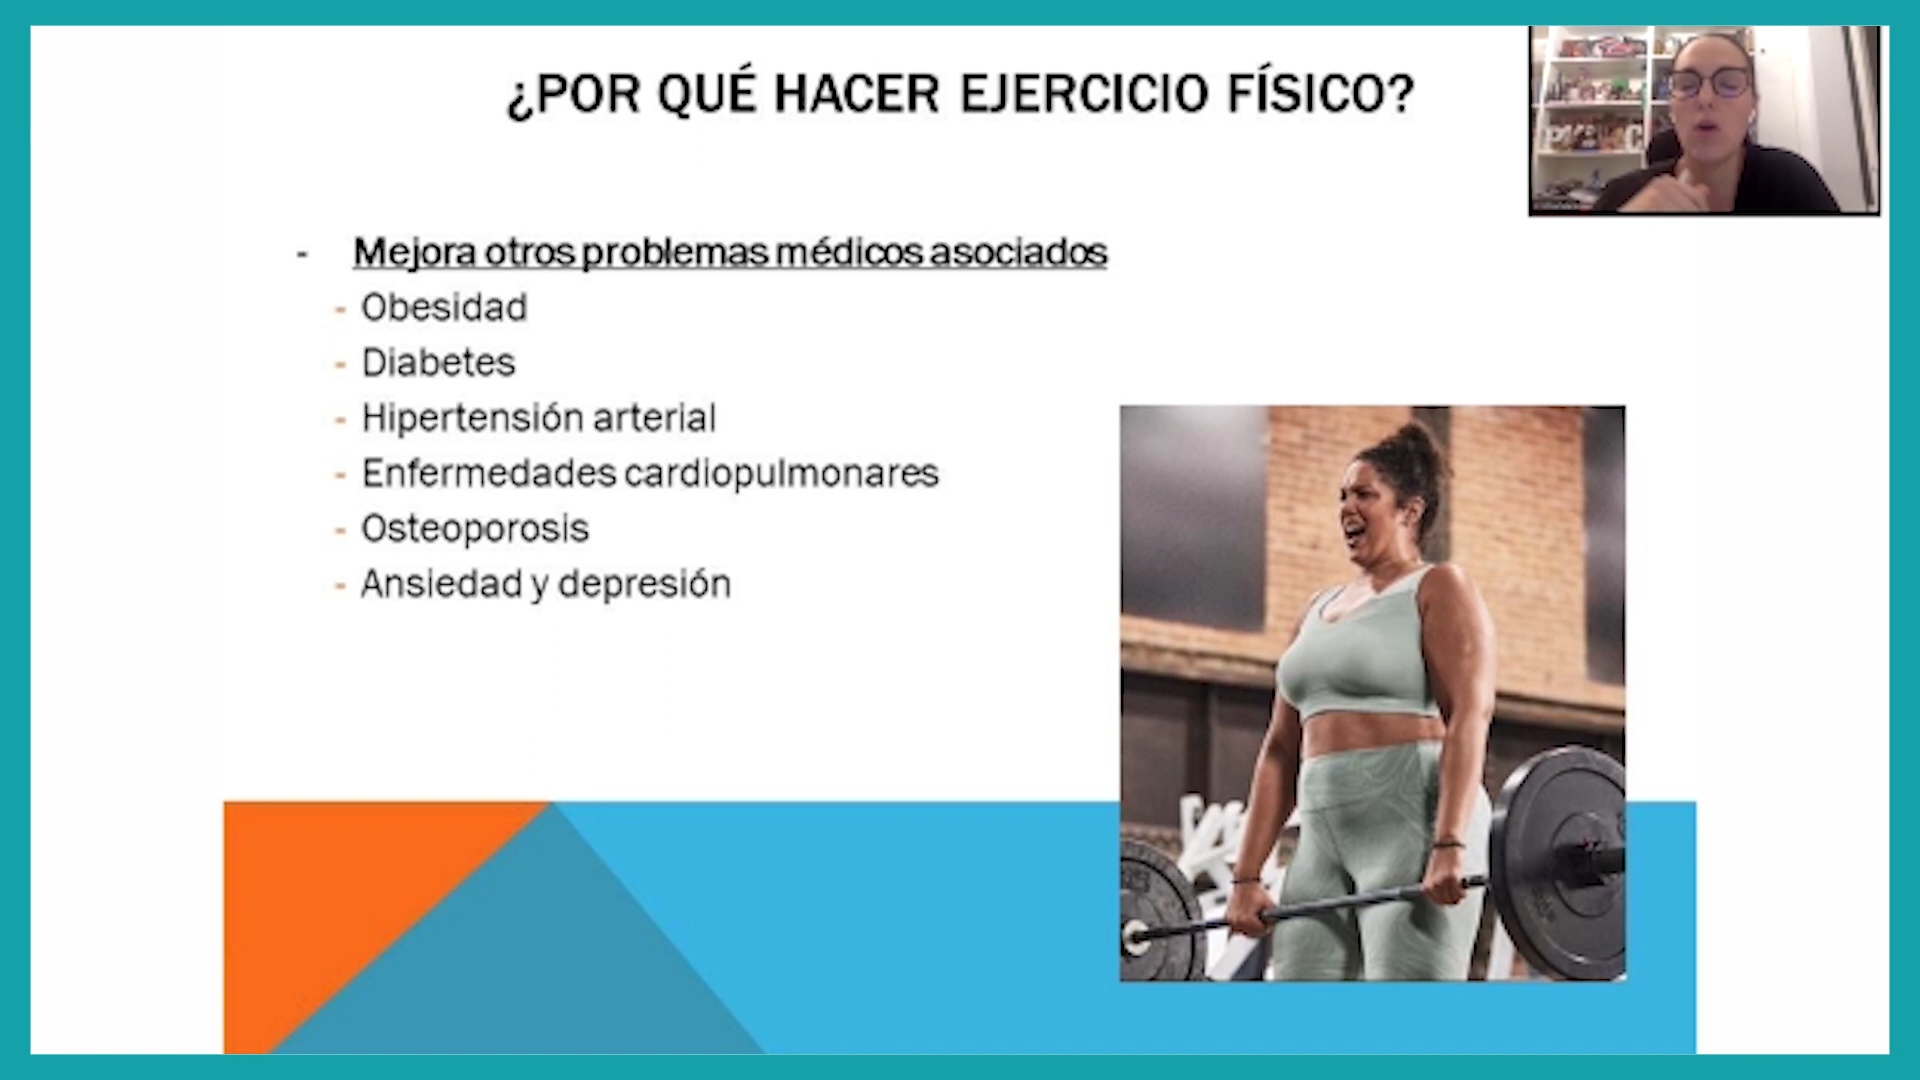 ¿POR QUÉ HACER EJERCICIO FÍSICO?
- Mejora otros problemas médicos asociados
- Obesidad
- Diabetes
- Hipertensión arterial
- Enfermedades cardiopulmonares
- Osteoporosis
- Ansiedad y depresión